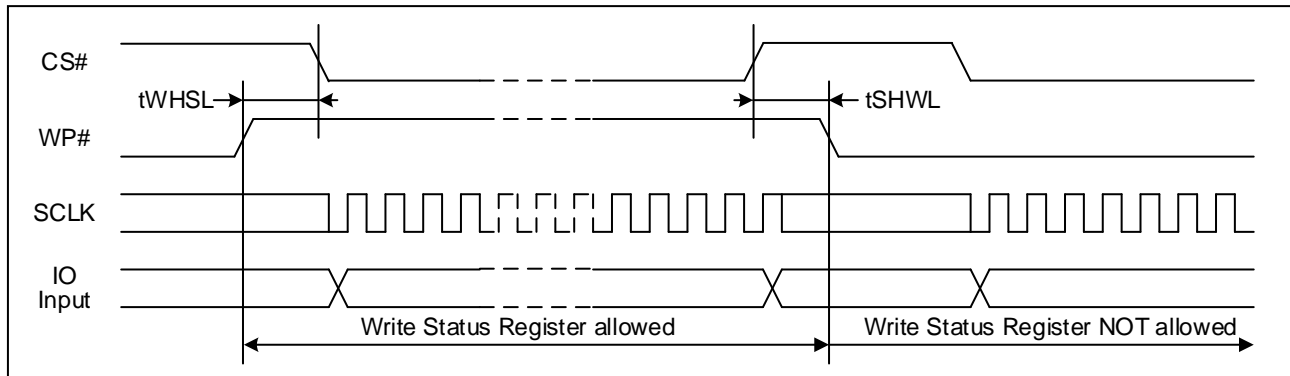 CS#
tWHSL
tSHWL
WP#
SCLK
IO
Input
Write Status Register allowed
Write Status Register NOT allowed